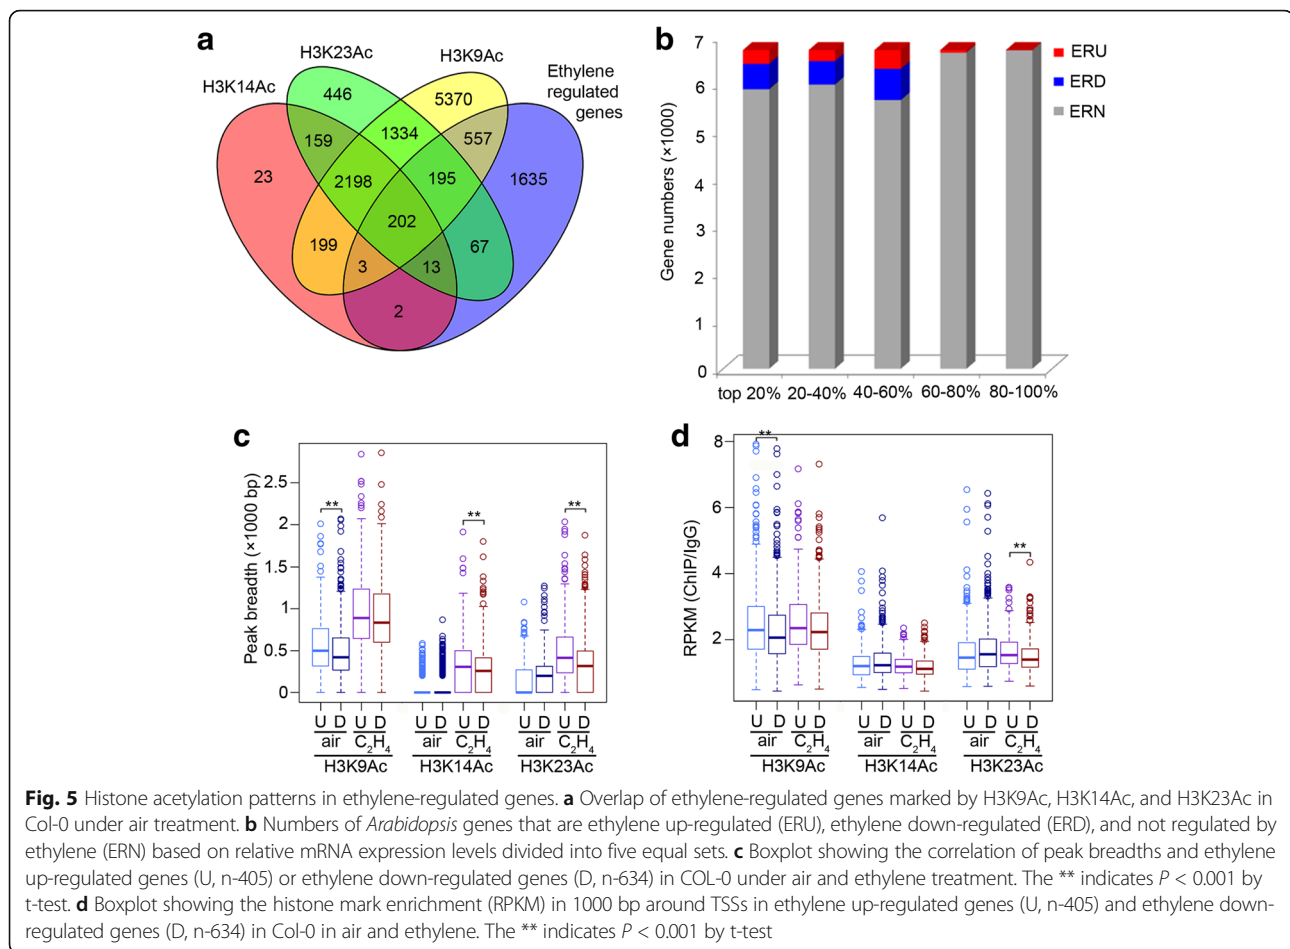 a
H3K23Ac
H3K9Ac
H3K14Ac
Ethylene
regulated
genes
446
5370
159
1334
557
23
2198
195
1635
202
199
3
13
67
2
b
Gene numbers (×1000)
7
6
5
4
3
2
1
0
top 20% 20-40% 40-60% 60-80% 80-100%
ERU
ERD
ERN
c
Peak breadth (×1000 bp)
2.5
2
1.5
1
0.5
0
**
**
**
U D U D U D U D U D U D
air C2H4 air C2H4 air C2H4
H3K9Ac H3K14Ac H3K23Ac
d
RPKM (ChIP/IgG)
8
6
4
2
**
**
U D U D U D U D U D U D
air C2H4 air C2H4 air C2H4
H3K9Ac H3K14Ac H3K23Ac
Fig. 5 Histone acetylation patterns in ethylene-regulated genes. a Overlap of ethylene-regulated genes marked by H3K9Ac, H3K14Ac, and H3K23Ac in
Col-0 under air treatment. b Numbers of Arabidopsis genes that are ethylene up-regulated (ERU), ethylene down-regulated (ERD), and not regulated by
ethylene (ERN) based on relative mRNA expression levels divided into five equal sets. c Boxplot showing the correlation of peak breadths and ethylene
up-regulated genes (U, n-405) or ethylene down-regulated genes (D, n-634) in COL-0 under air and ethylene treatment. The ** indicates P < 0.001 by
t-test. d Boxplot showing the histone mark enrichment (RPKM) in 1000 bp around TSSs in ethylene up-regulated genes (U, n-405) and ethylene down-
regulated genes (D, n-634) in Col-0 in air and ethylene. The ** indicates P < 0.001 by t-test